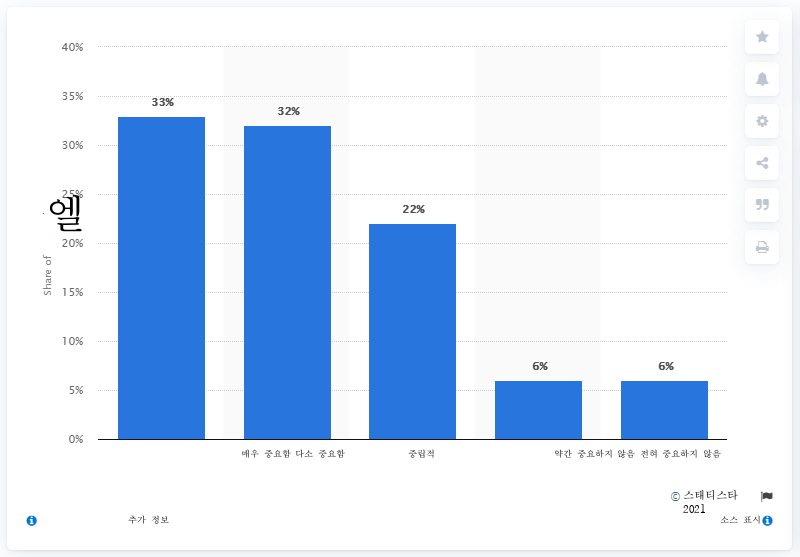 40%
35%
33%
32%
30%
25%
엘
22%
20%
Share of
15%
10%
6%
6%
5%
0%
매우 중요함 다소 중요함
중립적
약간 중요하지 않음 전혀 중요하지 않음
© 스태티스타
2021
추가 정보
소스 표시